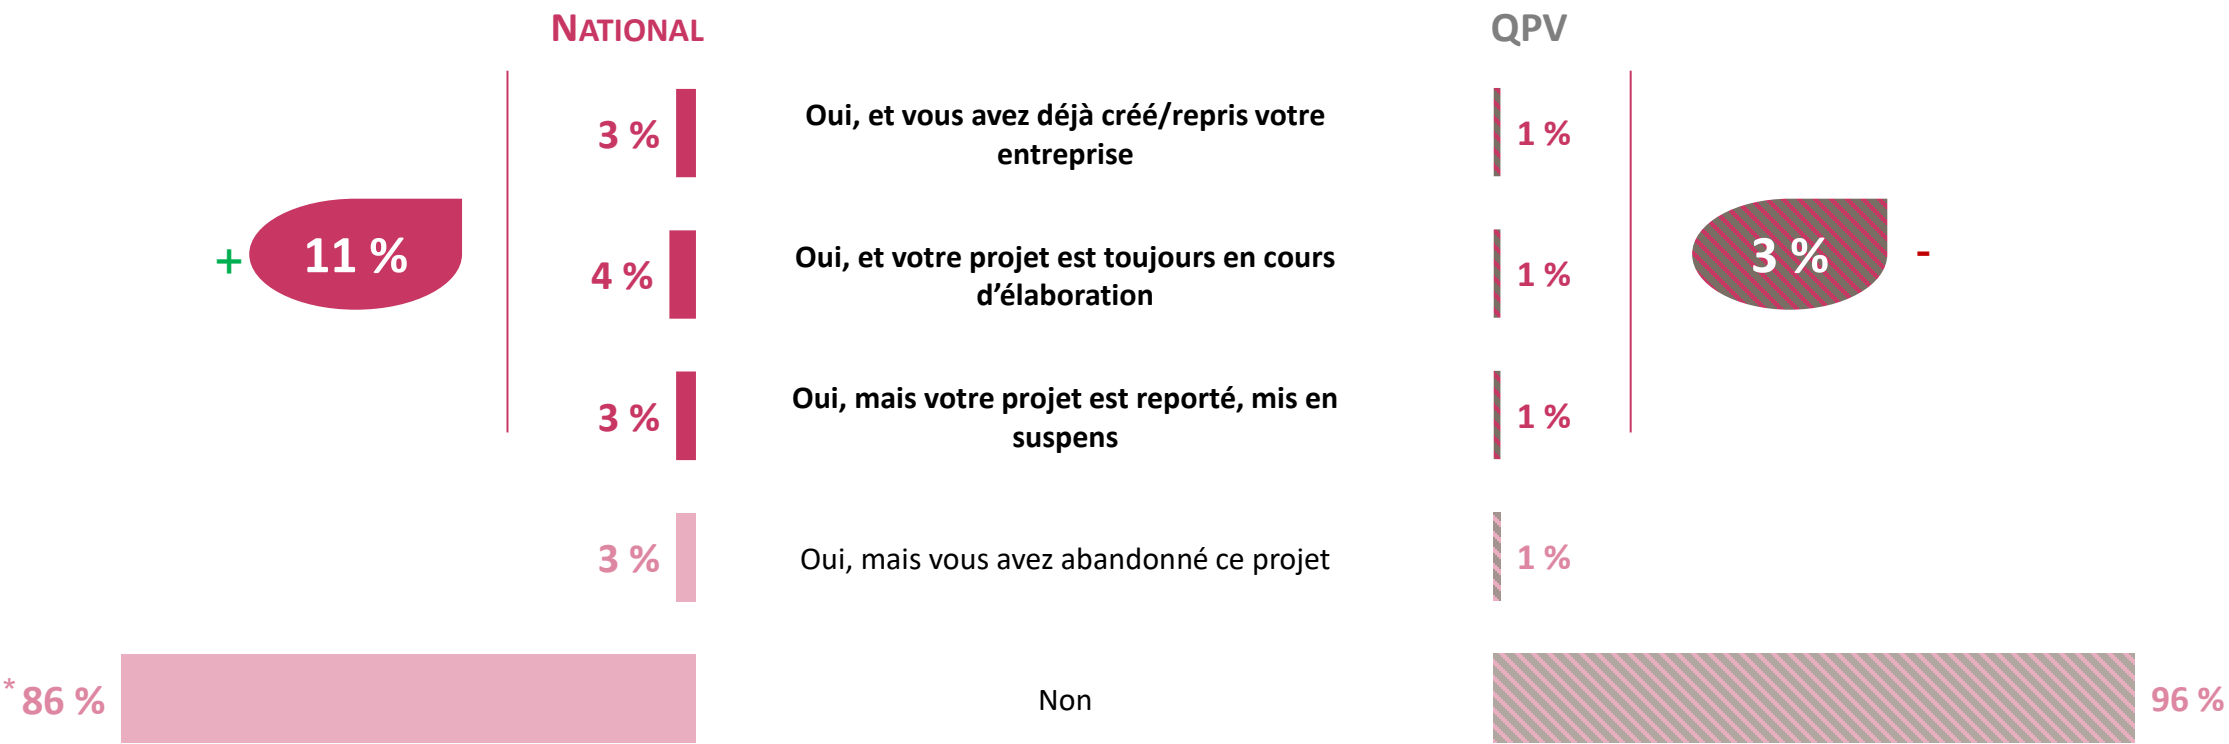 NATIONAL
QPV
3 %
Oui, et vous avez déjà créé/repris votre
entreprise
1 %
+
11 %
4 %
Oui, et votre projet est toujours en cours
d’élaboration
1 %
3 %
-
3 %
Oui, mais votre projet est reporté, mis en
suspens
1 %
3 %
Oui, mais vous avez abandonné ce projet
1 %
* 86 %
Non
96 %